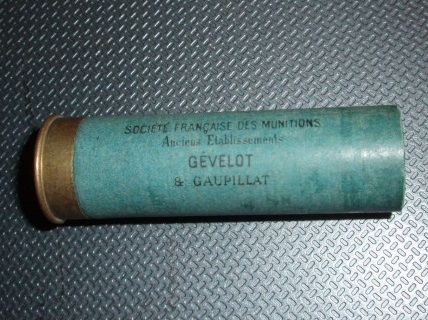 SOCIÉTÉ FRANÇAISE DES MUNITIONS
Anciens Etablissements
GÉVELOT
& GAUPILLAT